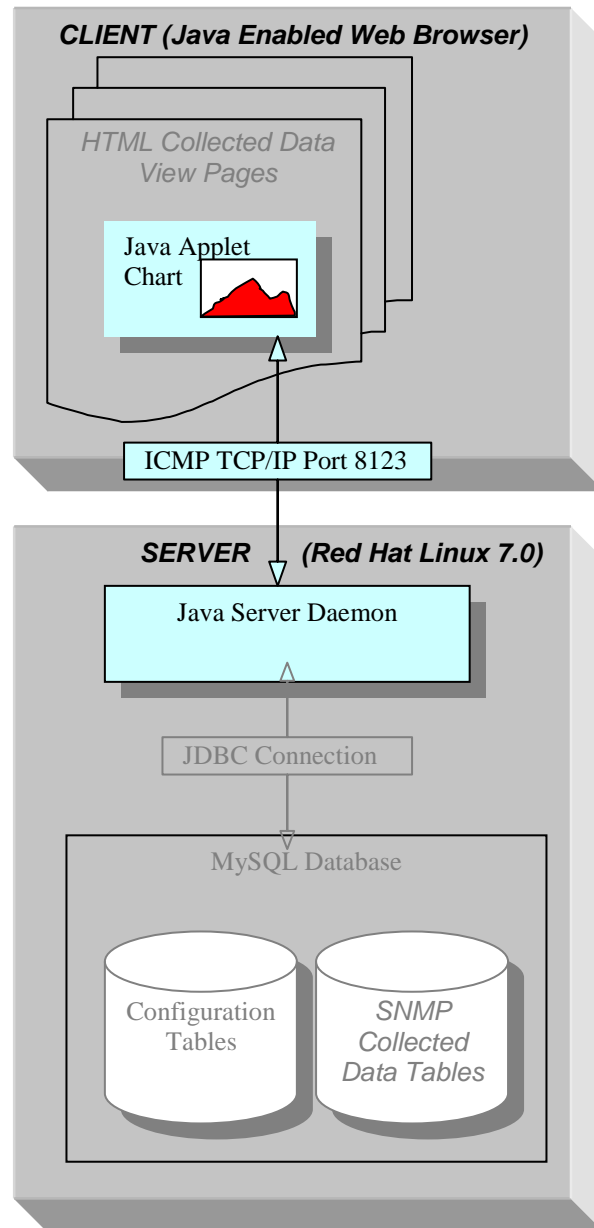 CLIENT (Java Enabled Web Browser)
HTML Collected Data
View Pages
Java Applet
Chart
ICMP TCP/IP Port 8123
SERVER (Red Hat Linux 7.0)
Java Server Daemon
JDBC Connection
MySQL Database
Configuration
Tables
SNMP
Collected
Data Tables